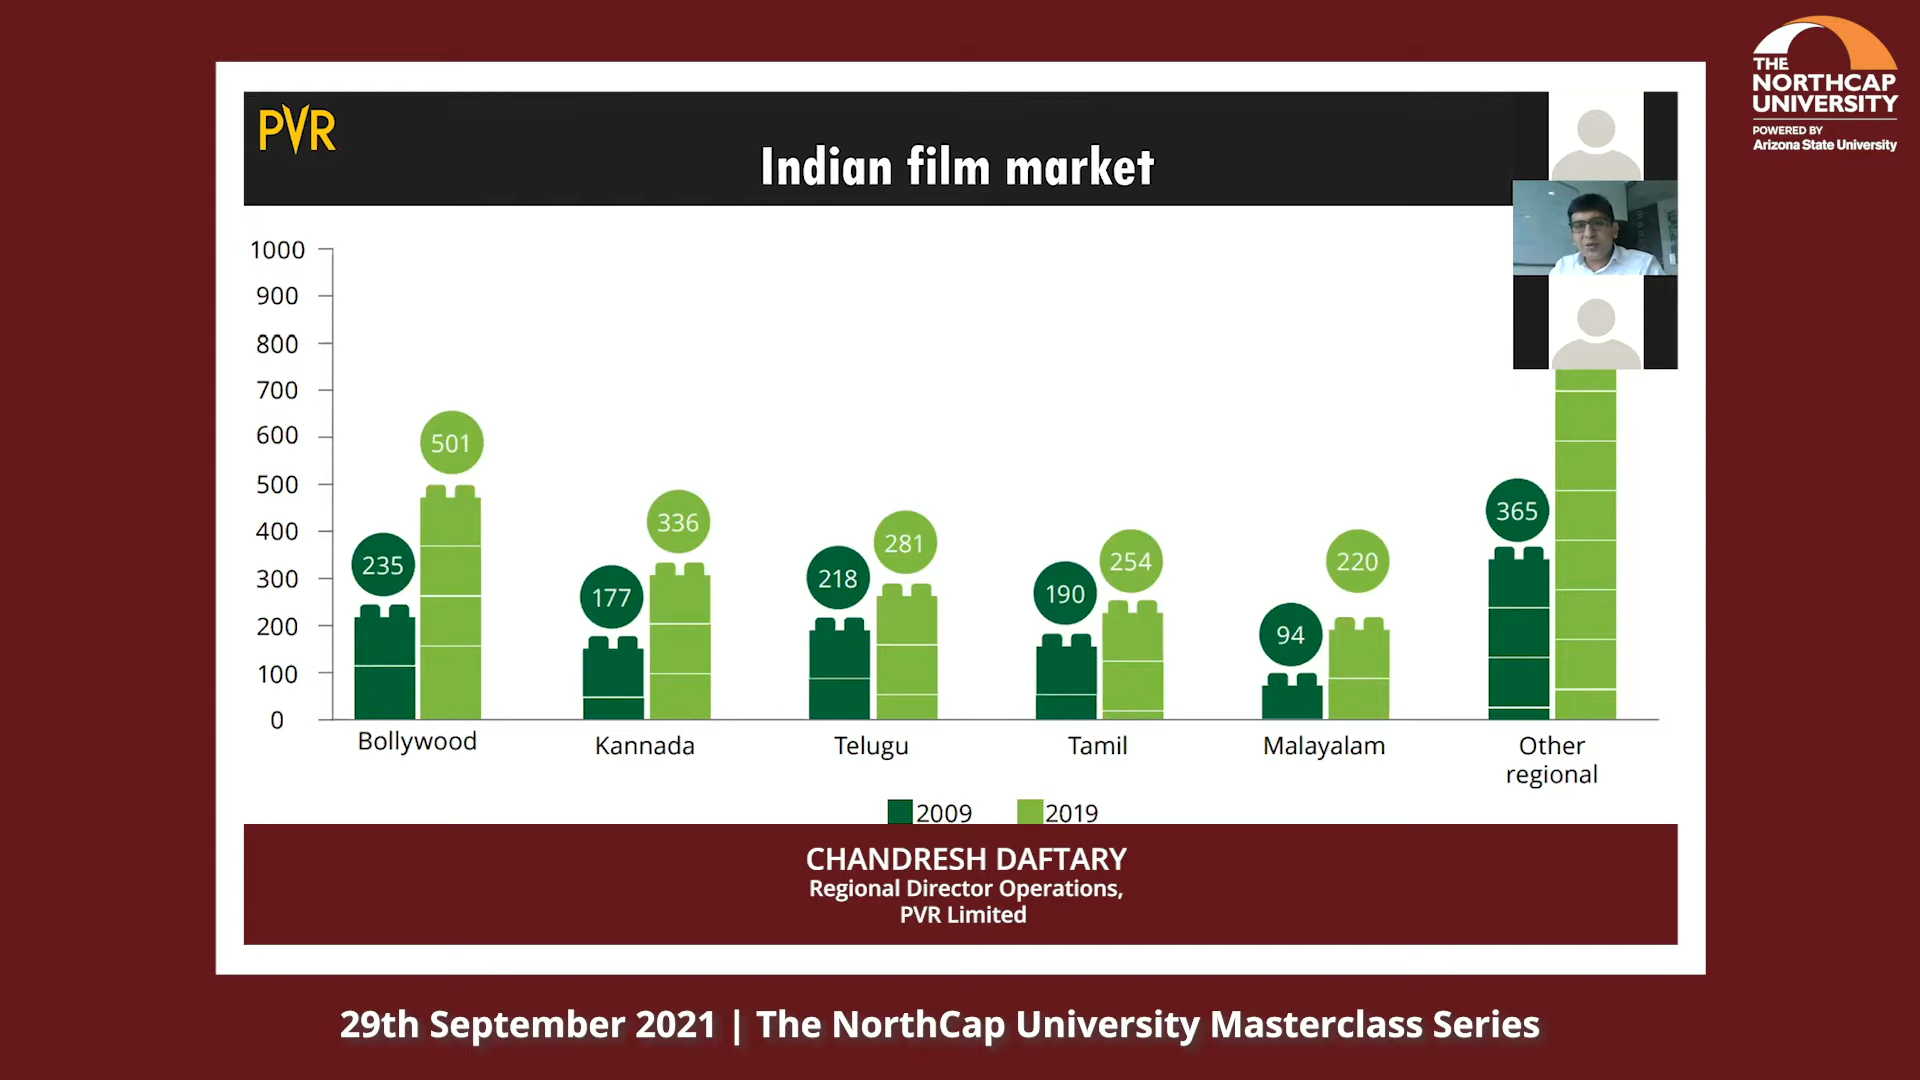 THE
NORTHCAP
UNIVERSITY
POWERED BY
Arizona State University
PVR
Indian film market
1000
900
800
700
600
500
400
300
200
100
0
235
501
177
336
218
281
190
254
94
220
365
Bollywood
Kannada
Telugu
Tamil
Malayalam
Other
regional
2009
2019
CHANDRESH DAFTARY
Regional Director Operations,
PVR Limited
29th September 2021 | The NorthCap University Masterclass Series